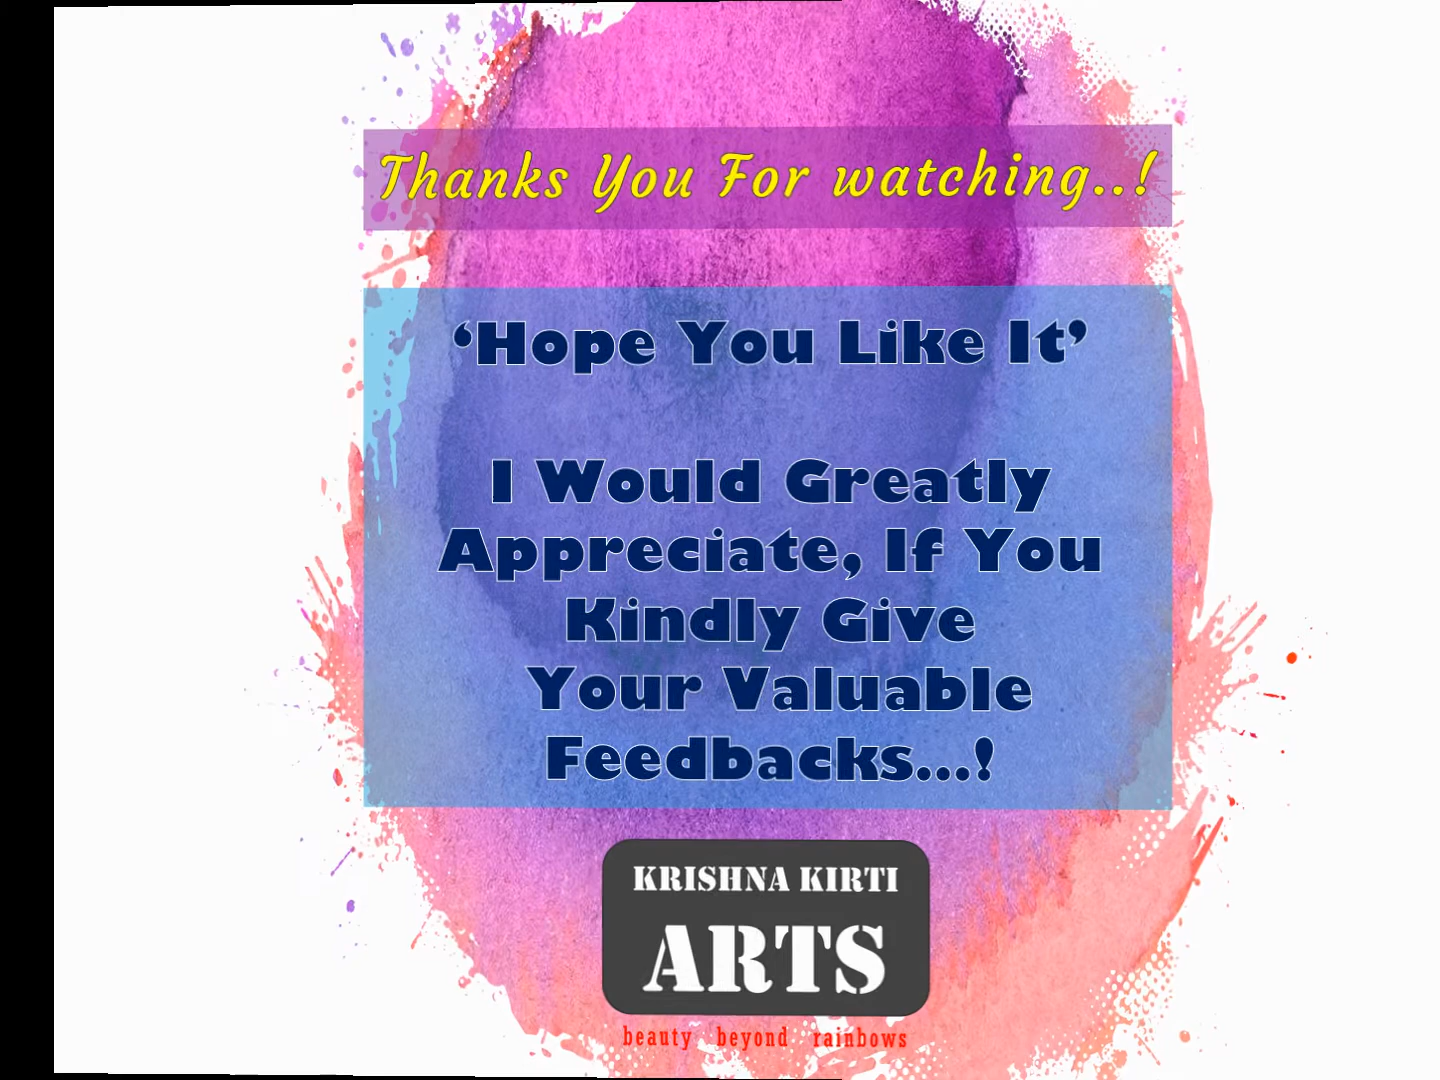 Thanks You For watching..!
‘Hope You Like It’
I Would Greatly
Appreciate, If You
Kindly Give
Your Valuable
Feedbacks...!
KRISHNA KIRTI
ARTS
beauty beyond rainbows